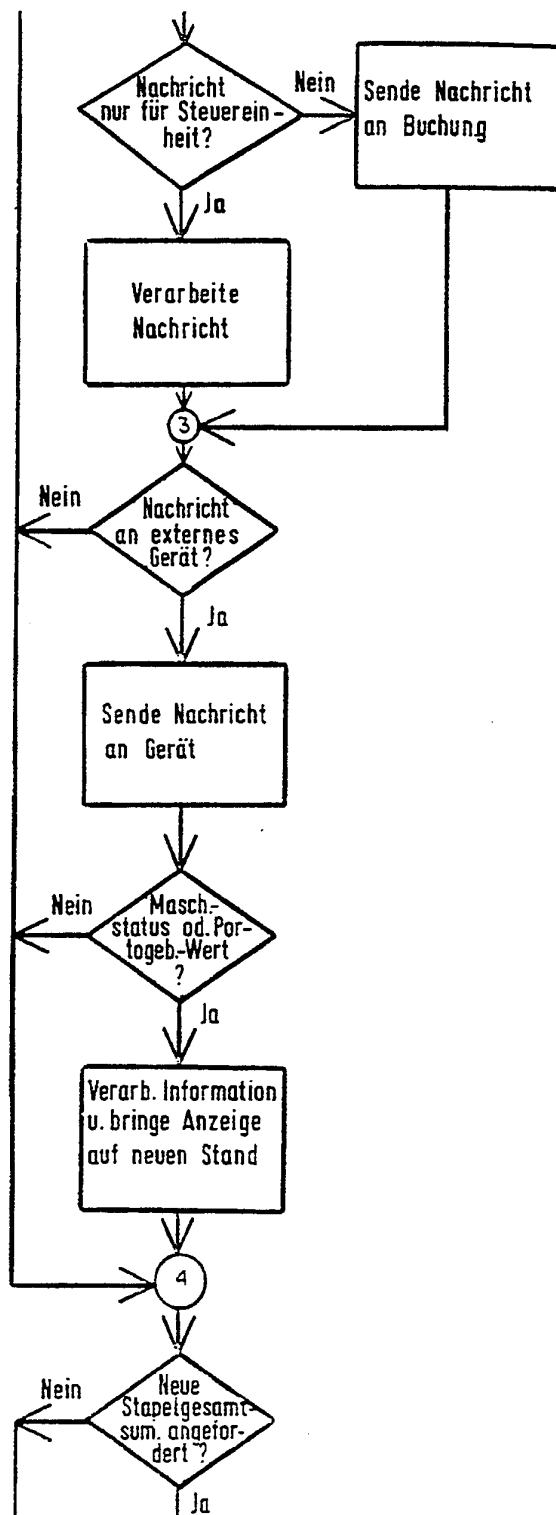 Nachricht
nur für Steuerein-
heit?
Nein
Sende Nachricht
an Buchung
Ja
Verarbeite
Nachricht
3
Nein
Nachricht
an externes
Gerät?
Ja
Sende Nachricht
an Gerät
Nein
Masch.-
status od. Por-
togeb.-Wert
?
Ja
Verarb. Information
u. bringe Anzeige
auf neuen Stand
4
Nein
Neue
Stapelgesamt-
sum. angefor-
dert ?
Ja